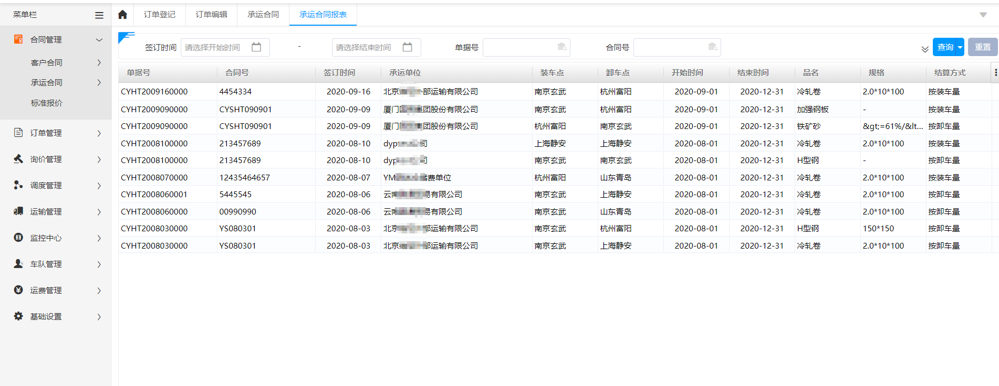 菜单栏
订单登记 订单编辑 承运合同 承运合同报表
合同管理
客户合同
承运合同
标准报价
订单管理
询价管理
调度管理
运输管理
监控中心
车队管理
运费管理
基础设置
签订时间 请选择开始时间 - 请选择结束时间 单据号 合同号 查询 重置
单据号 合同号 签订时间 承运单位 装车点 卸车点 开始时间 结束时间 品名 规格 结算方式
CYHT2009160000 4454334 2020-09-16 北京 部运输有限公司 南京玄武 杭州富阳 2020-09-01 2020-12-31 冷轧卷 2.0*10*100 按装车量
CYHT2009090000 CYSHT090901 2020-09-09 厦门 集团股份有限公司 南京玄武 杭州富阳 2020-09-01 2020-12-31 加强钢板 - 按装车量
CYHT2009090000 CYSHT090901 2020-09-09 厦门 集团股份有限公司 杭州富阳 南京玄武 2020-09-01 2020-12-31 铁矿砂 &gt;=61%/&lt... 按卸车量
CYHT2008100000 213457689 2020-08-10 dyp 司 上海静安 上海静安 2020-08-01 2020-12-31 冷轧卷 2.0*10*100 按装车量
CYHT2008100000 213457689 2020-08-10 dyp 司 南京玄武 南京玄武 2020-08-01 2020-12-31 H型钢 - 按卸车量
CYHT2008070000 12435464657 2020-08-07 YM 费单位 杭州富阳 山东青岛 2020-08-01 2020-12-31 冷轧卷 2.0*10*100 按装车量
CYHT2008060001 5445545 2020-08-06 云南 易有限公司 南京玄武 上海静安 2020-08-01 2020-12-31 冷轧卷 2.0*10*100 按卸车量
CYHT2008060000 00990990 2020-08-06 云南 易有限公司 南京玄武 山东青岛 2020-08-01 2020-12-31 冷轧卷 2.0*10*100 按卸车量
CYHT2008030000 YS080301 2020-08-03 北京 部运输有限公司 南京玄武 杭州富阳 2020-08-01 2020-12-31 H型钢 150*150 按卸车量
CYHT2008030000 YS080301 2020-08-03 北京 部运输有限公司 南京玄武 上海静安 2020-08-01 2020-12-31 冷轧卷 2.0*10*100 按卸车量